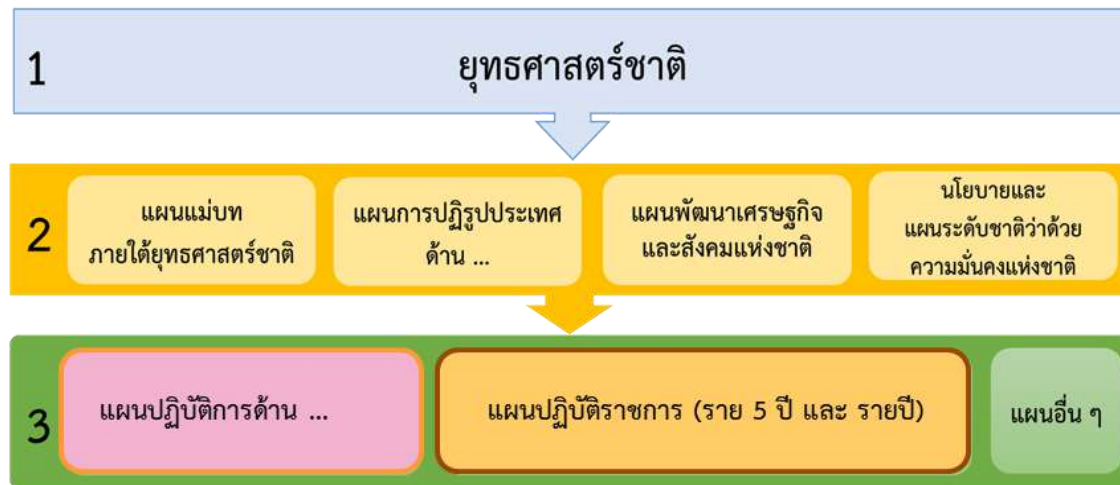 1
ยุทธศาสตร์ชาติ
2
แผนแม่บท
ภายใต้ยุทธศาสตร์ชาติ
แผนการปฏิรูปประเทศ
ด้าน ...
แผนพัฒนาเศรษฐกิจ
และสังคมแห่งชาติ
นโยบายและ
แผนระดับชาติว่าด้วย
ความมั่นคงแห่งชาติ
3
แผนปฏิบัติการด้าน ...
แผนปฏิบัติราชการ (ราย 5 ปี และ รายปี)
แผนอื่น ๆ